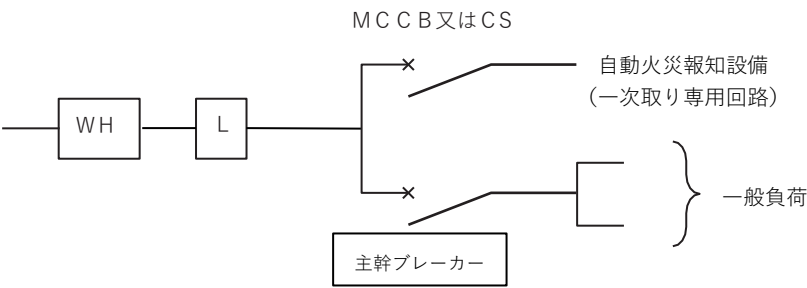 ＭＣＣＢ又はＣＳ
自動火災報知設備
（一次取り専用回路）
ＷＨ
Ｌ
一般負荷
主幹ブレーカー